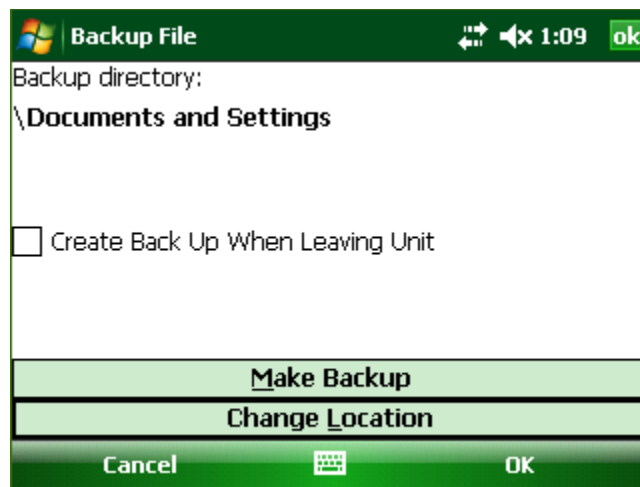 Backup File 1:09 ok
Backup directory:
\Documents and Settings
Create Back Up When Leaving Unit
Make Backup
Change Location
Cancel OK